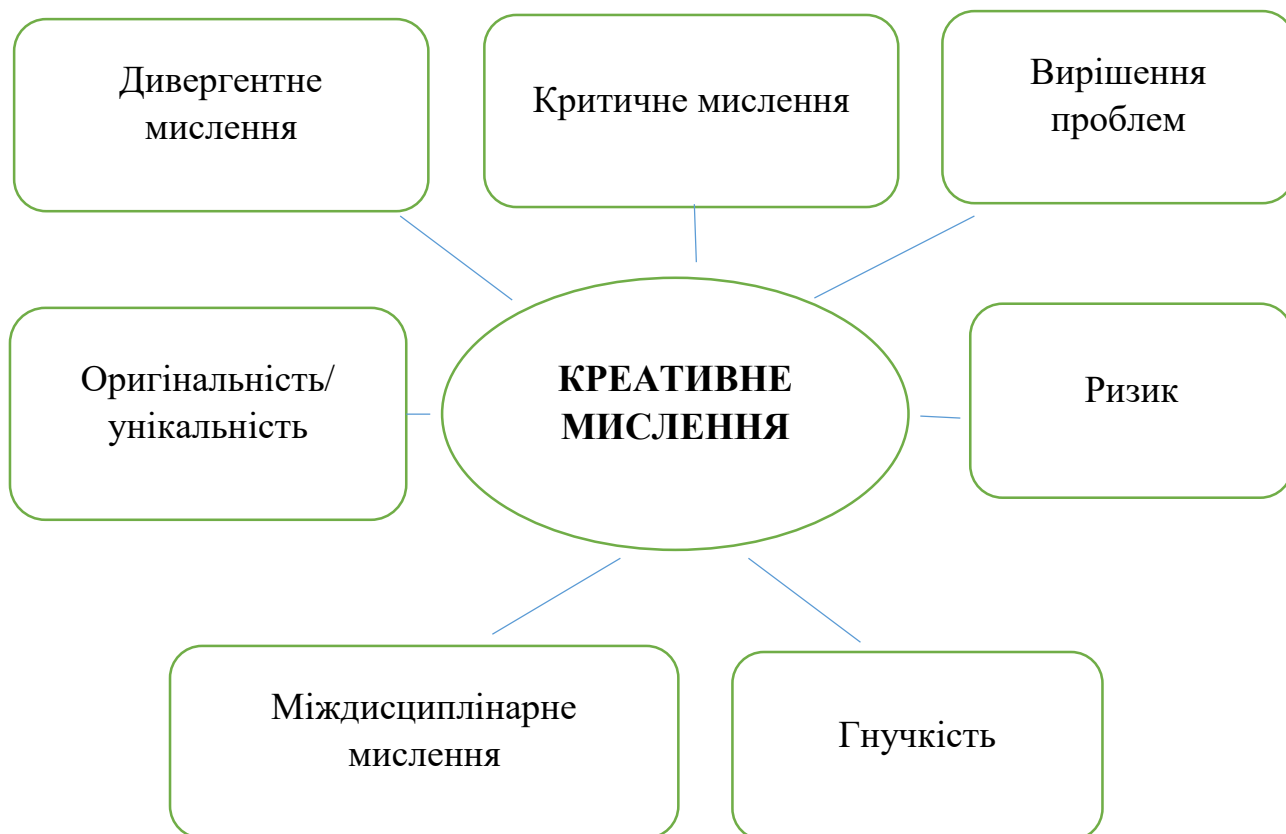 Дивергентне
мислення
Критичне мислення
Вирішення
проблем
Оригінальність/
унікальність
КРЕАТИВНЕ
МИСЛЕННЯ
Ризик
Міждисциплінарне
мислення
Гнучкість